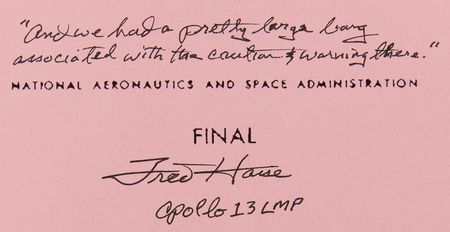 "And we had a pretty large bang
associated with the caution & warning there."
NATIONAL AERONAUTICS AND SPACE ADMINISTRATION
FINAL
Fred Haise
Apollo 13 LMP